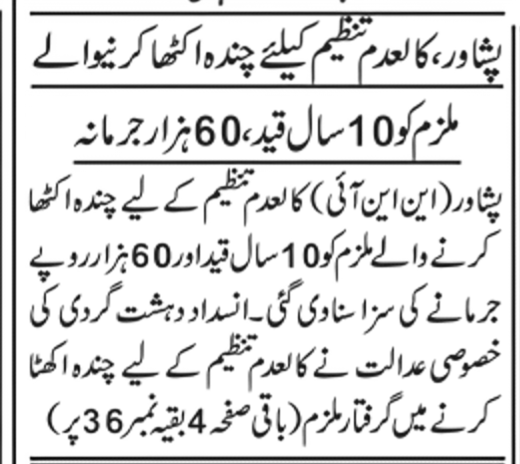 پشاور، کالعدم تنظیم کیلئے چندہ اکٹھا کرنیوالے
ملزم کو 10 سال قید، 60 ہزار جرمانہ
پشاور (این این آئی) کالعدم تنظیم کے لیے چندہ اکٹھا
کرنے والے ملزم کو 10 سال قید اور 60 ہزار روپے
جرمانے کی سزا سنا دی گئی۔ انسداد دہشت گردی کی
خصوصی عدالت نے کالعدم تنظیم کے لیے چندہ اکھٹا
کرنے میں گرفتار ملزم (باقی صفحہ 4 بقیہ نمبر 36 پر)